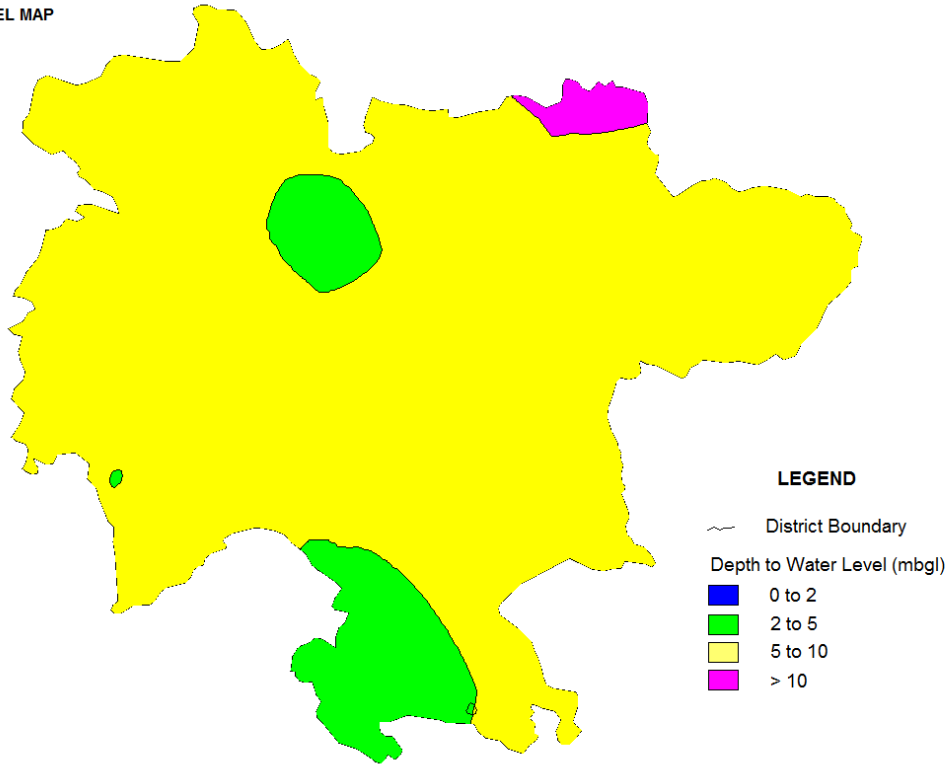 EL MAP
LEGEND
District Boundary
Depth to Water Level (mbgl)
0 to 2
2 to 5
5 to 10
> 10